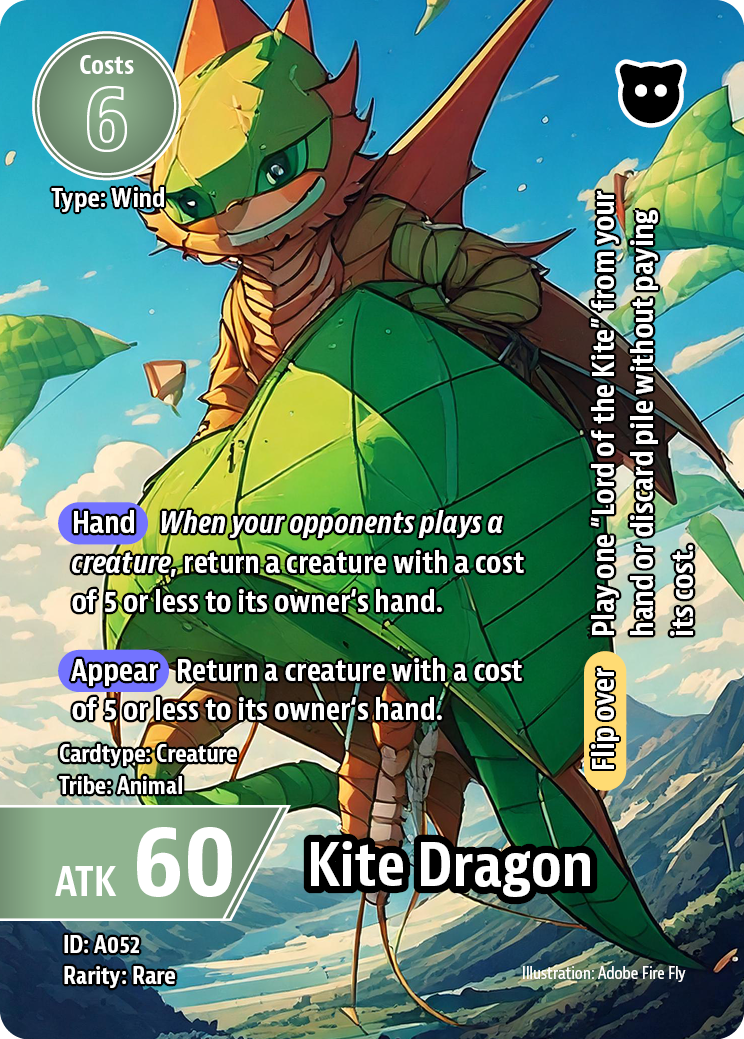 Costs
6
Type: Wind
Play one "Lord of the Kite" from your
hand or discard pile without paying
its cost.
Flip over
Hand When your opponents plays a
creature, return a creature with a cost
of 5 or less to its owner's hand.
Appear Return a creature with a cost
of 5 or less to its owner's hand.
Cardtype: Creature
Tribe: Animal
ATK 60
Kite Dragon
ID: A052
Rarity: Rare
Illustration: Adobe Fire Fly